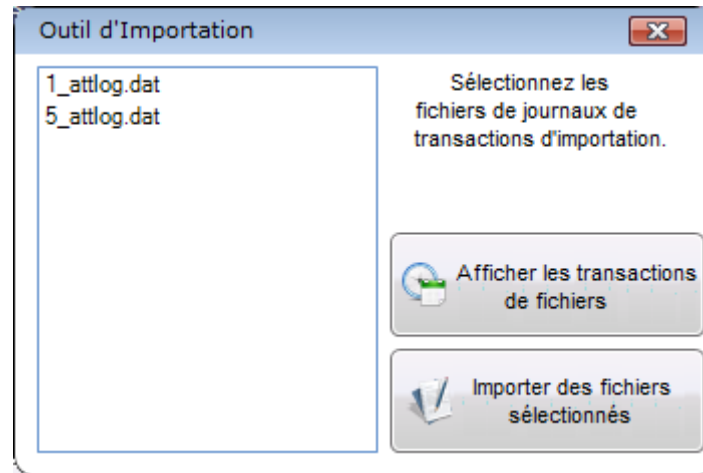 Outil d'Importation
1_attlog.dat
5_attlog.dat
Sélectionnez les
fichiers de journaux de
transactions d'importation.
Afficher les transactions
de fichiers
Importer des fichiers
sélectionnés